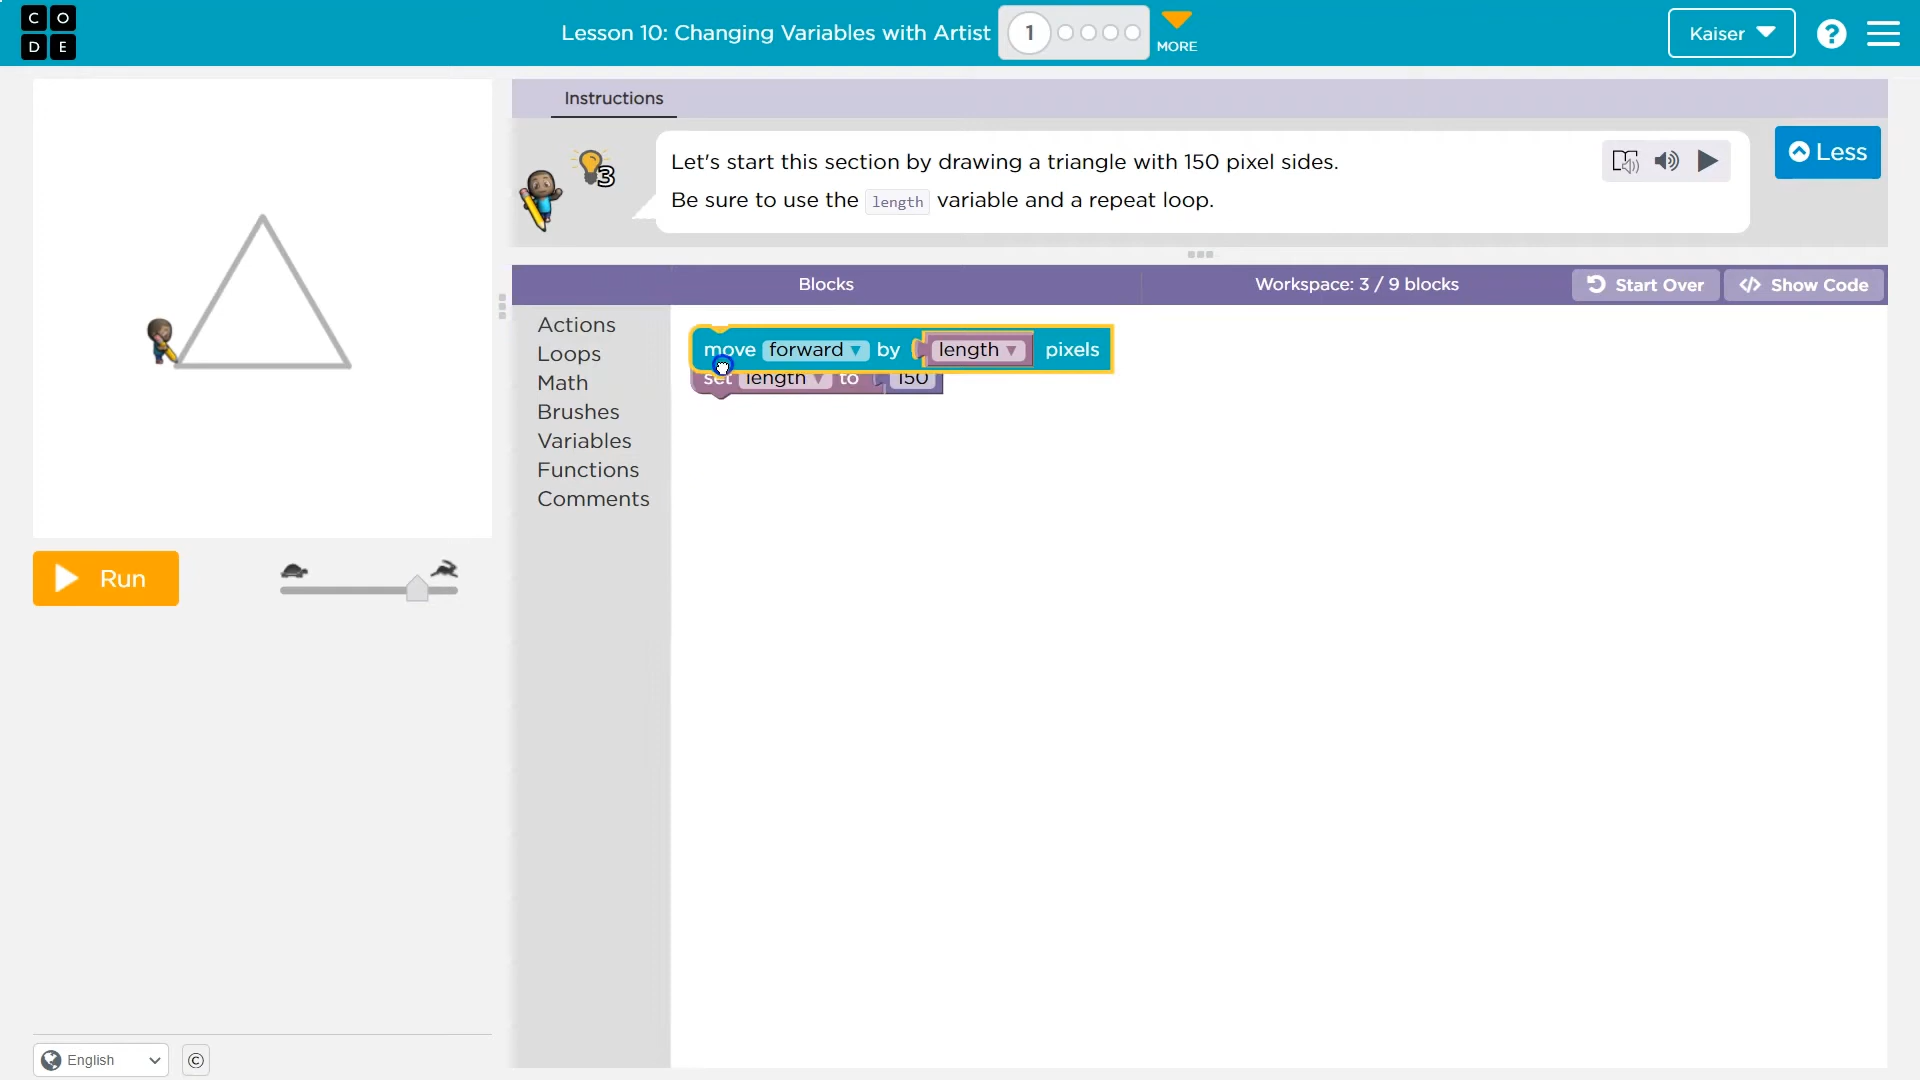 C O
D E
Lesson 10: Changing Variables with Artist
1
MORE
Kaiser
?
Instructions
3
Let's start this section by drawing a triangle with 150 pixel sides.
Be sure to use the length variable and a repeat loop.
Less
Blocks
Workspace: 3 / 9 blocks
Start Over
Show Code
Actions
Loops
Math
Brushes
Variables
Functions
Comments
move forward by length pixels
set length to 150
Run
English
©